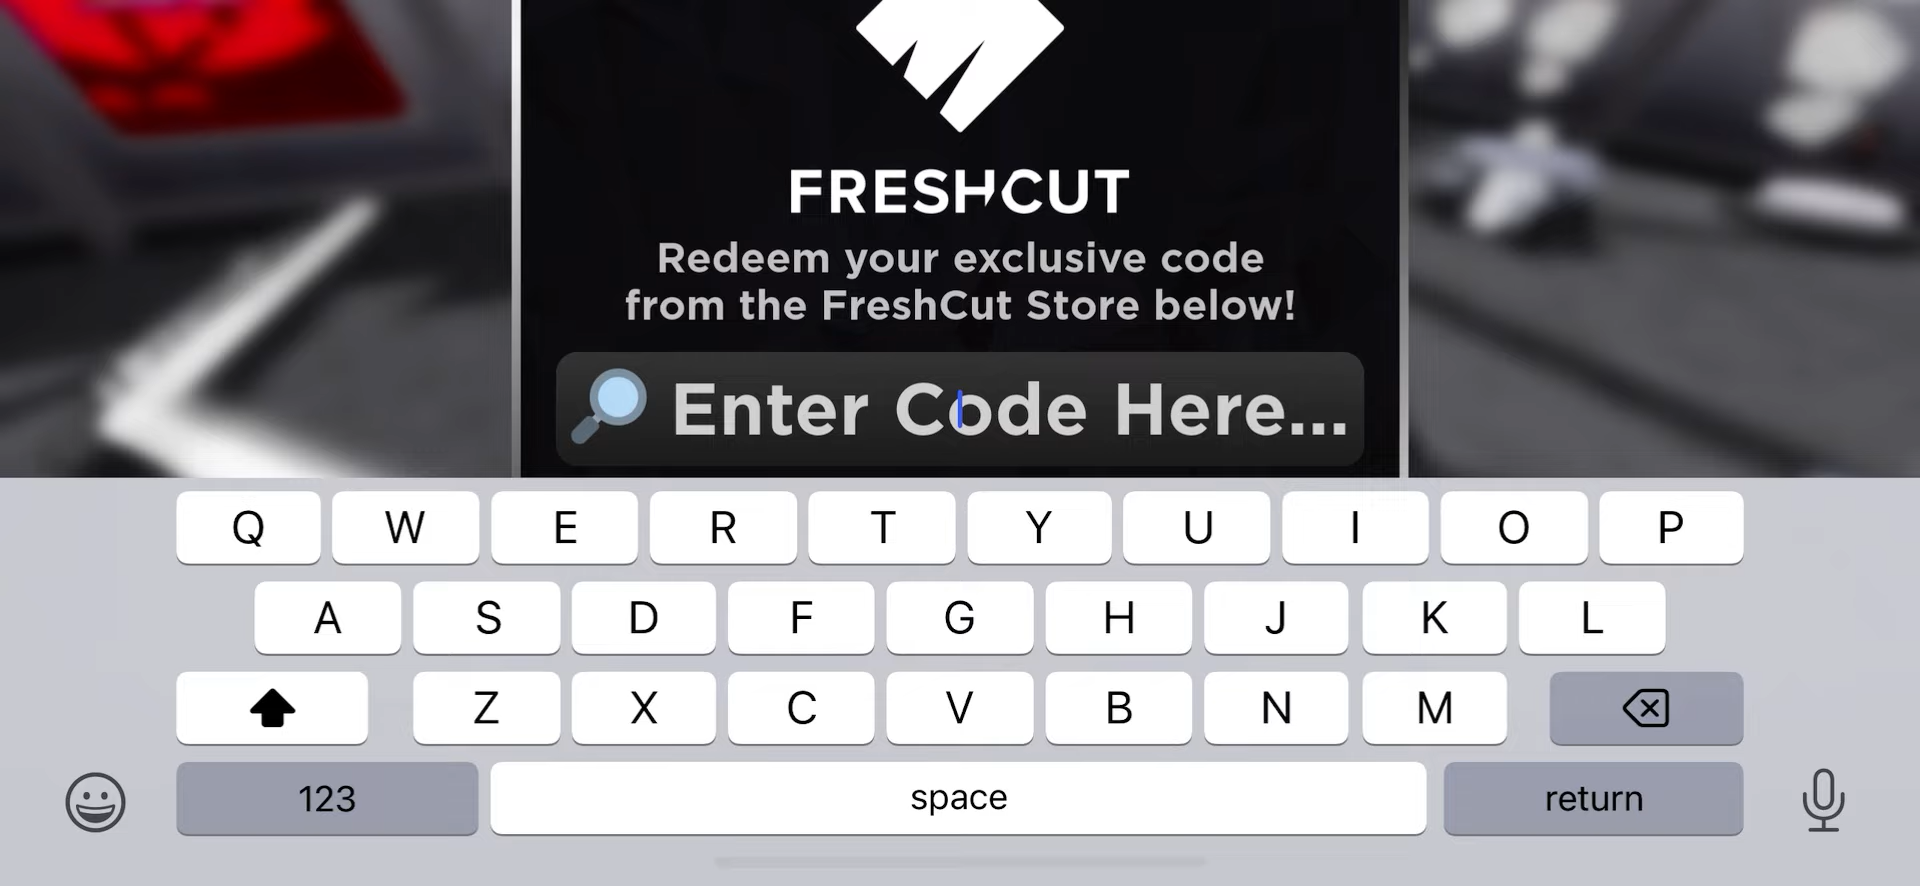 FRESHCUT
Redeem your exclusive code
from the FreshCut Store below!
🔎 Enter Code Here...
Q W E R T Y U I O P
A S D F G H J K L
Z X C V B N M
123 space return